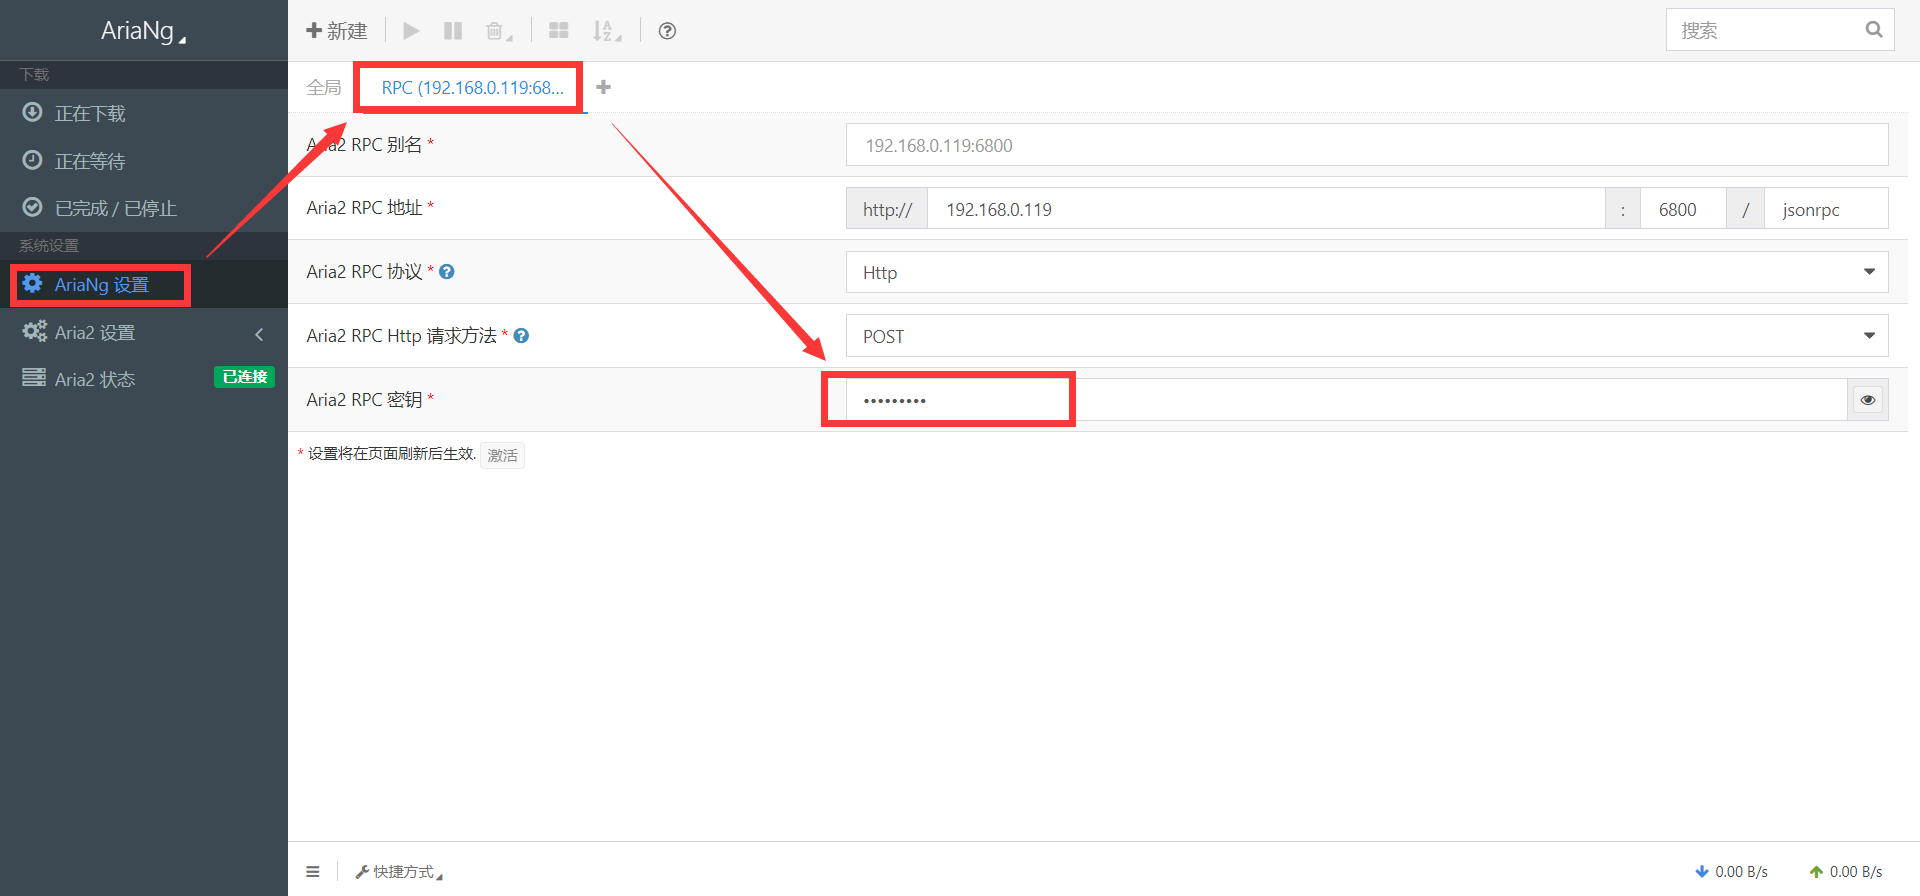 AriaNg
下载
正在下载
正在等待
已完成 / 已停止
系统设置
AriaNg 设置
Aria2 设置
Aria2 状态 已连接
新建
搜索
全局 RPC (192.168.0.119:68...
Aria2 RPC 别名 * 192.168.0.119:6800
Aria2 RPC 地址 * http:// 192.168.0.119 : 6800 / jsonrpc
Aria2 RPC 协议 * Http
Aria2 RPC Http 请求方法 * POST
Aria2 RPC 密钥 * •••••••••
* 设置将在页面刷新后生效. 激活
快捷方式 0.00 B/s 0.00 B/s